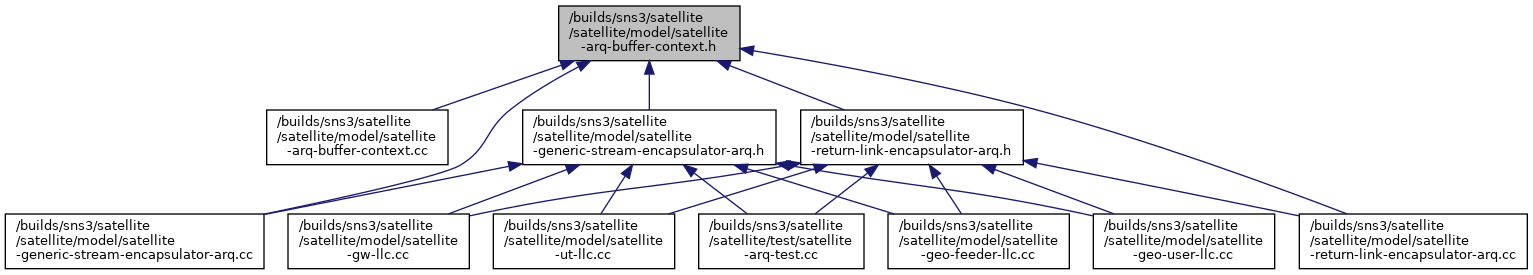 /builds/sns3/satellite
/satellite/model/satellite
-arq-buffer-context.h
/builds/sns3/satellite
/satellite/model/satellite
-arq-buffer-context.cc
/builds/sns3/satellite
/satellite/model/satellite
-generic-stream-encapsulator-arq.h
/builds/sns3/satellite
/satellite/model/satellite
-return-link-encapsulator-arq.h
/builds/sns3/satellite
/satellite/model/satellite
-generic-stream-encapsulator-arq.cc
/builds/sns3/satellite
/satellite/model/satellite
-gw-llc.cc
/builds/sns3/satellite
/satellite/model/satellite
-ut-llc.cc
/builds/sns3/satellite
/satellite/test/satellite
-arq-test.cc
/builds/sns3/satellite
/satellite/model/satellite
-geo-feeder-llc.cc
/builds/sns3/satellite
/satellite/model/satellite
-geo-user-llc.cc
/builds/sns3/satellite
/satellite/model/satellite
-return-link-encapsulator-arq.cc